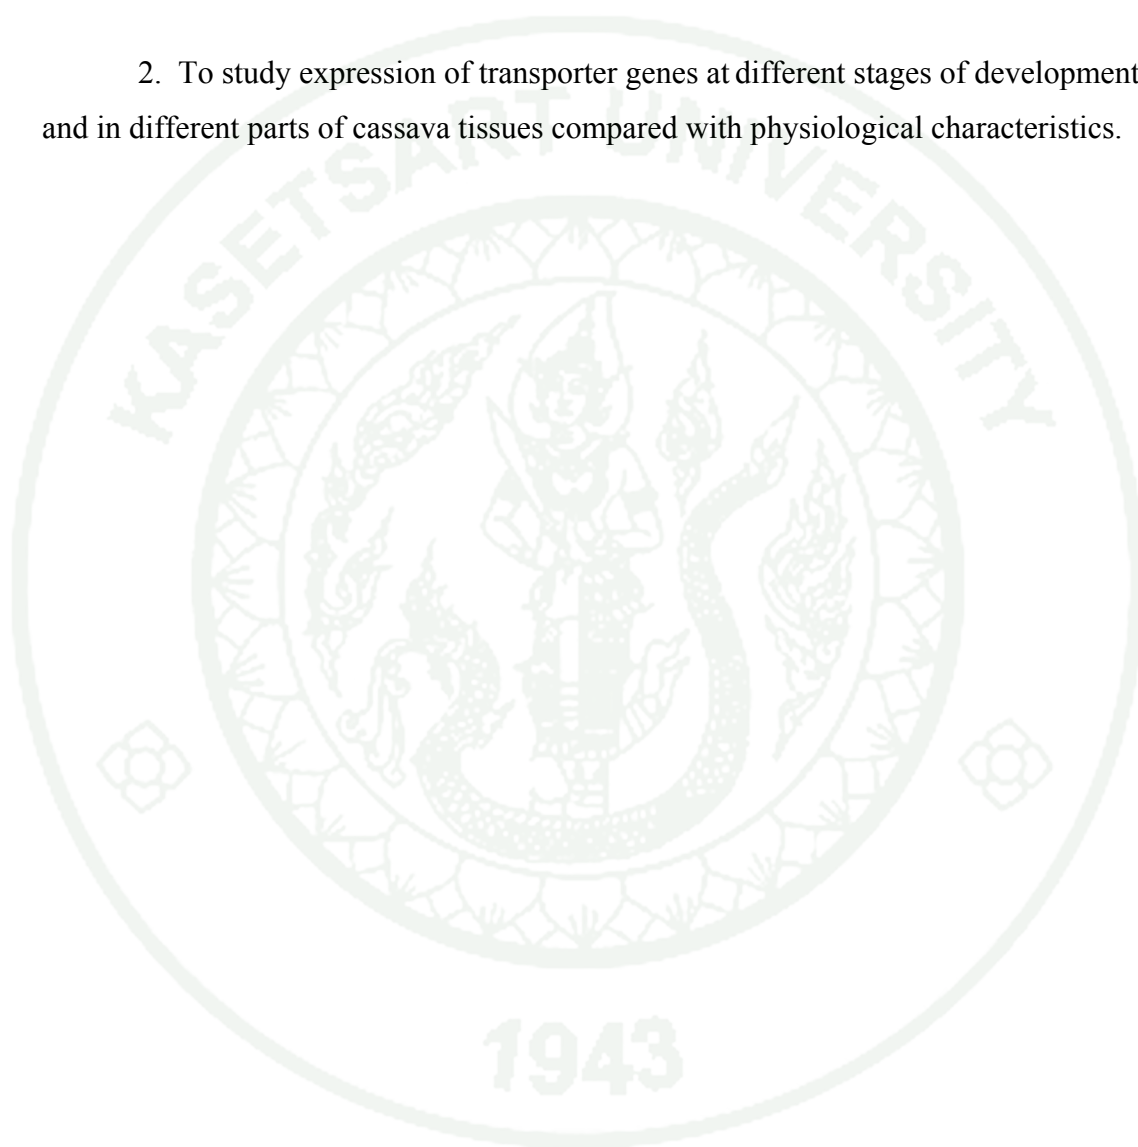 2. To study expression of transporter genes at different stages of development
and in different parts of cassava tissues compared with physiological characteristics.
KASETSART UNIVERSITY
1943